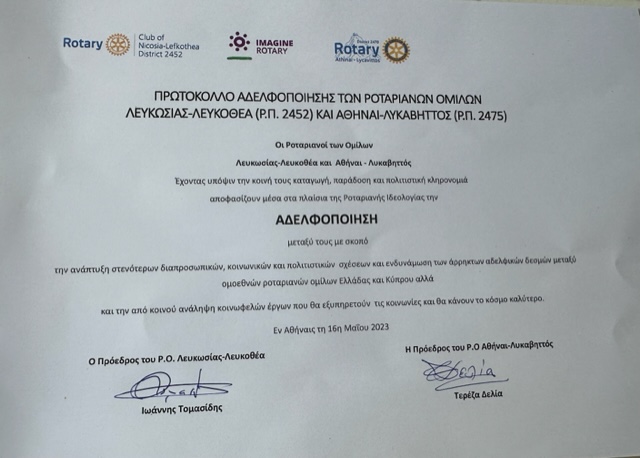 Rotary
Club of
Nicosia-Lefkothea
District 2452
IMAGINE
ROTARY
Rotary
Athinai - Lycavittos
ΠΡΩΤΟΚΟΛΛΟ ΑΔΕΛΦΟΠΟΙΗΣΗΣ ΤΩΝ ΡΟΤΑΡΙΑΝΩΝ ΟΜΙΛΩΝ
ΛΕΥΚΩΣΙΑΣ-ΛΕΥΚΟΘΕΑ (Ρ.Π. 2452) ΚΑΙ ΑΘΗΝΑΙ-ΛΥΚΑΒΗΤΤΟΣ (Ρ.Π. 2475)
Οι Ροταριανοί των Ομίλων
Λευκωσίας-Λευκοθέα και Αθήναι - Λυκαβηττός
Έχοντας υπόψιν την κοινή τους καταγωγή, παράδοση και πολιτιστική κληρονομιά
αποφασίζουν μέσα στα πλαίσια της Ροταριανής Ιδεολογίας την
ΑΔΕΛΦΟΠΟΙΗΣΗ
μεταξύ τους με σκοπό
την ανάπτυξη στενότερων διαπροσωπικών, κοινωνικών και πολιτιστικών σχέσεων και ενδυνάμωση των άρρηκτων αδελφικών δεσμών μεταξύ
ομοεθνών ροταριανών ομίλων Ελλάδας και Κύπρου αλλά
και την από κοινού ανάληψη κοινωφελών έργων που θα εξυπηρετούν τις κοινωνίες και θα κάνουν το κόσμο καλύτερο.
Εν Αθήναις τη 16η Μαΐου 2023
Ο Πρόεδρος του Ρ.Ο. Λευκωσίας-Λευκοθέα
Η Πρόεδρος του Ρ.Ο Αθήναι-Λυκαβηττός
Ιωάννης Τομασίδης
Τερέζα Δελία